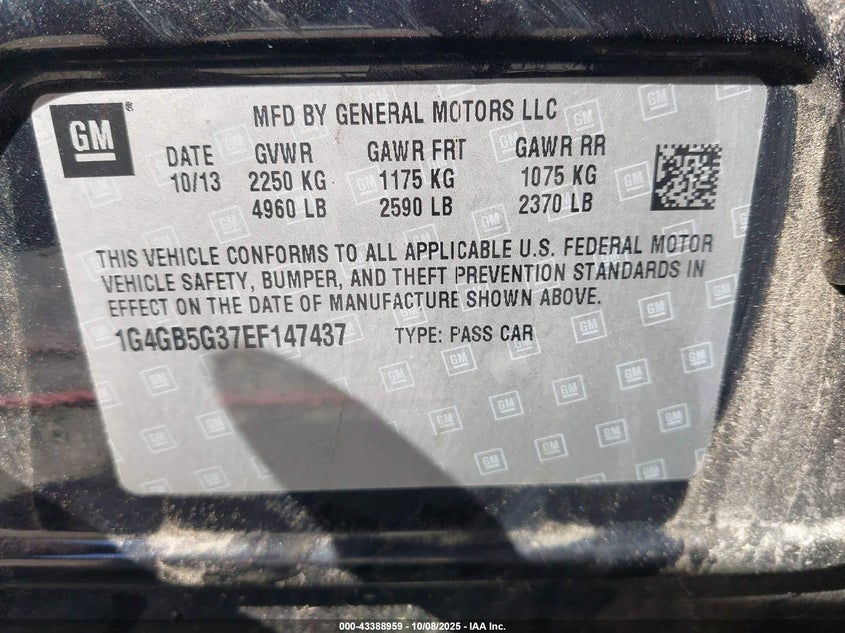 GM
MFD BY GENERAL MOTORS LLC
DATE GVWR GAWR FRT GAWR RR
10/13 2250 KG 1175 KG 1075 KG
4960 LB 2590 LB 2370 LB
THIS VEHICLE CONFORMS TO ALL APPLICABLE U.S. FEDERAL MOTOR
VEHICLE SAFETY, BUMPER, AND THEFT PREVENTION STANDARDS IN
EFFECT ON THE DATE OF MANUFACTURE SHOWN ABOVE.
1G4GB5G37EF147437 TYPE: PASS CAR
000-43388959 | 10/08/2025 - IAA Inc.